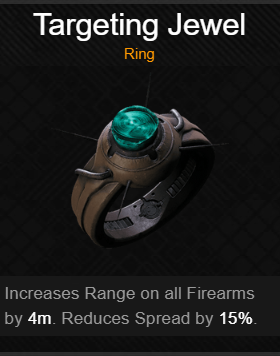 Targeting Jewel
Ring
Increases Range on all Firearms
by 4m. Reduces Spread by 15%.